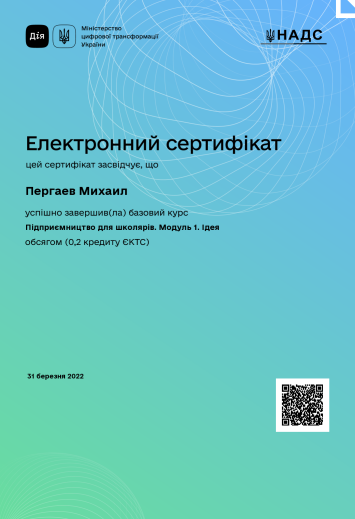 Дія
Міністерство
цифрової трансформації
України
НАДС
Електронний сертифікат
цей сертифікат засвідчує, що
Пергаев Михаил
успішно завершив(ла) базовий курс
Підприємництво для школярів. Модуль 1. Ідея
обсягом (0,2 кредиту ЄКТС)
31 березня 2022